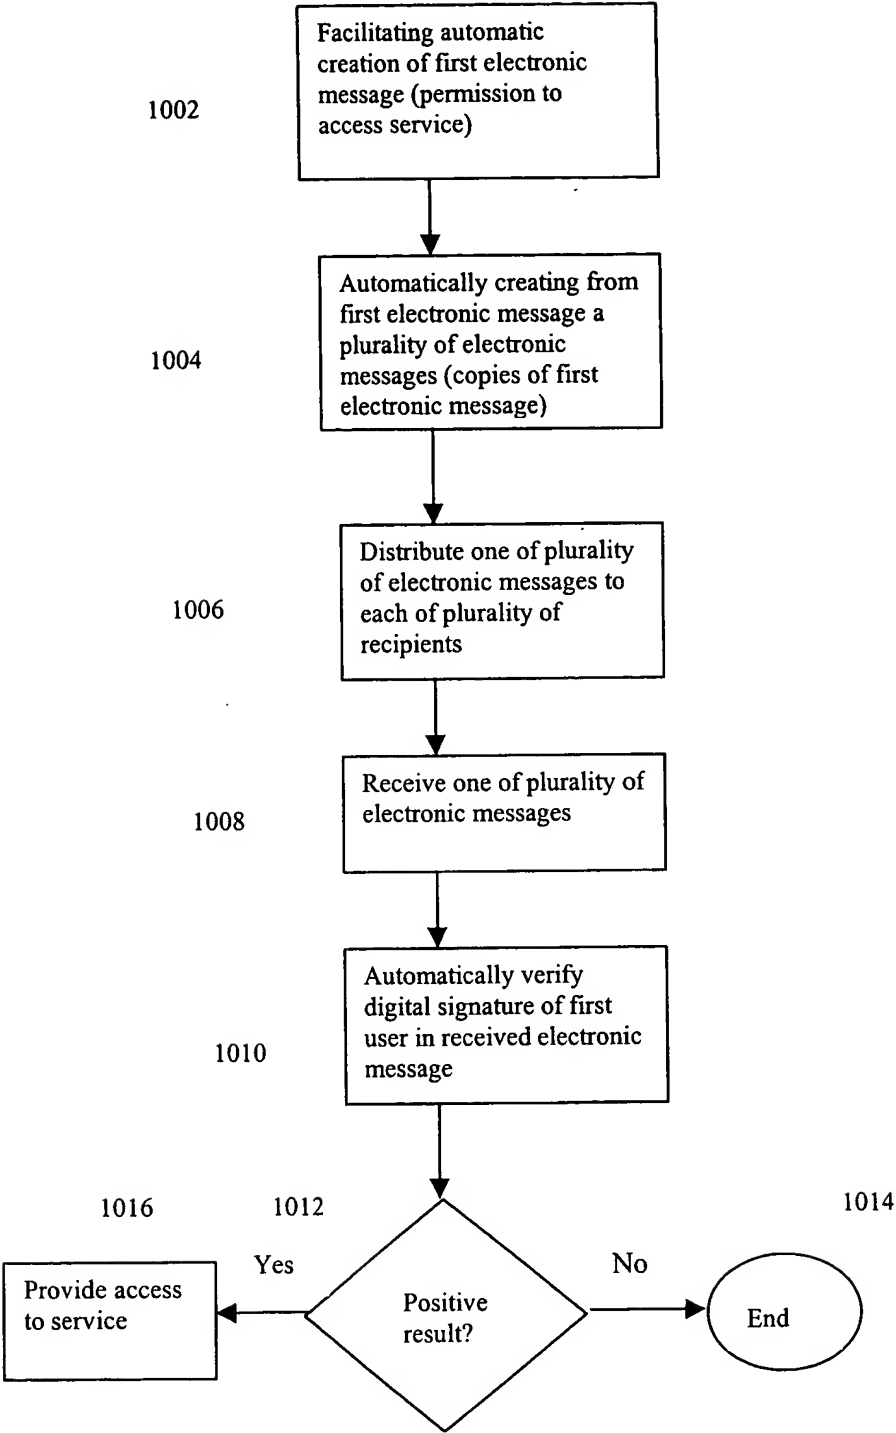 Facilitating automatic
creation of first electronic
message (permission to
access service)
1002
Automatically creating from
first electronic message a
plurality of electronic
messages (copies of first
electronic message)
1004
Distribute one of plurality
of electronic messages to
each of plurality of
recipients
1006
Receive one of plurality of
electronic messages
1008
Automatically verify
digital signature of first
user in received electronic
message
1010
1016
1012
1014
Yes
No
Provide access
to service
Positive
result?
End